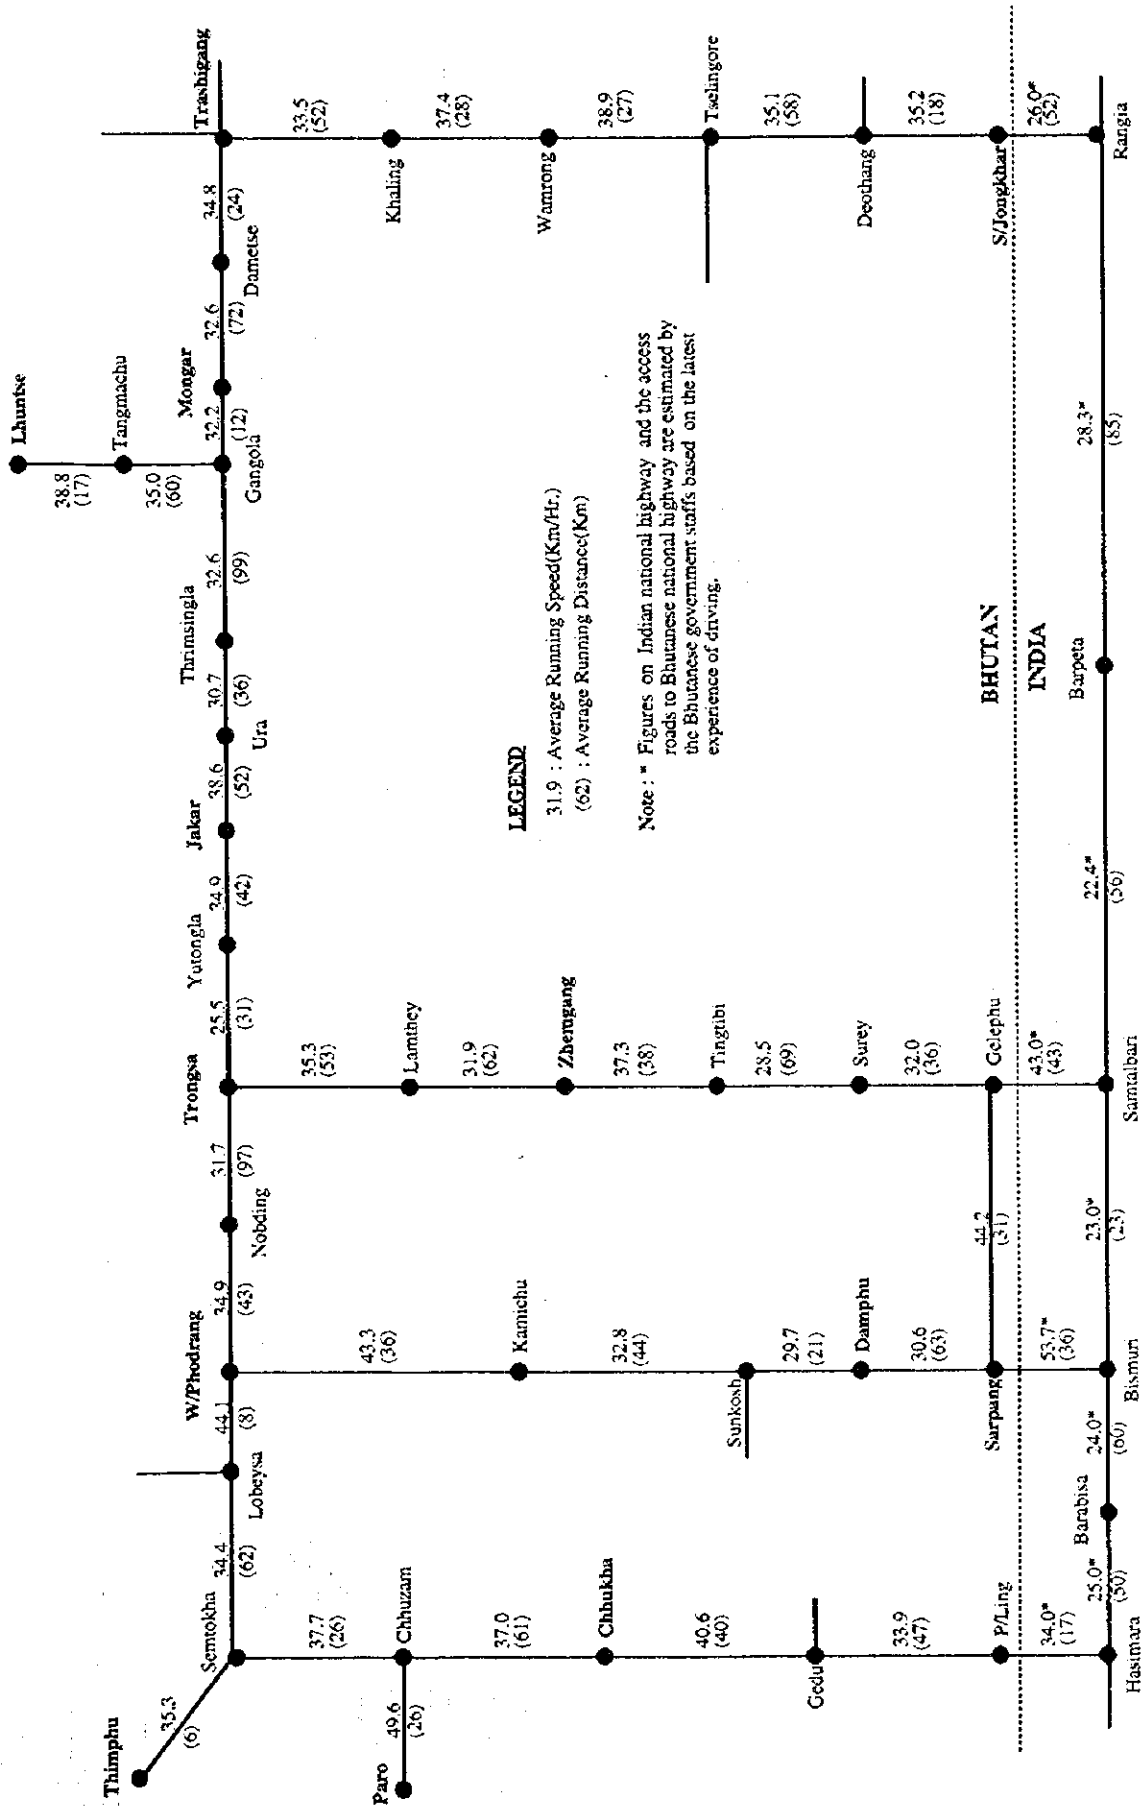 Lhuntse
38.8
(17)
Tangmachu
35.0
(60)
Thimphu
35.3
(6)
Semtokha
34.4
(62)
Lobeysa
44.1
(8)
W/Phodrang
34.9
(43)
Nobding
31.7
(97)
Trongsa
25.5
(31)
Yutongla
34.9
(42)
Jakar
38.6
(52)
Ura
30.7
(36)
Thrimsingla
32.6
(99)
Gangola
32.2
(12)
Mongar
32.6
(72)
Dametse
34.8
(24)
Trashigang
37.7
(26)
Chhuzam
49.6
(26)
Paro
37.0
(61)
Chhukha
40.6
(40)
Gedu
33.9
(47)
P/Ling
34.0*
(17)
43.3
(36)
Kamichu
32.8
(44)
Sunkosh
29.7
(21)
Damphu
30.6
(63)
Sarpang
53.7*
(36)
44.2
(31)
35.3
(53)
Lamthey
31.9
(62)
Zhemgang
37.3
(38)
Tingtibi
28.5
(69)
Surey
32.0
(36)
Gelephu
43.0*
(43)
33.5
(52)
Khaling
37.4
(28)
Wamrong
38.9
(27)
Tselingore
35.1
(58)
Deothang
35.2
(18)
S/Jongkhar
26.0*
(52)
LEGEND
31.9 : Average Running Speed(Km/Hr.)
(62) : Average Running Distance(Km)
Note : * Figures on Indian national highway and the access
roads to Bhutanese national highway are estimated by
the Bhutanese government staffs based on the latest
experience of driving.
BHUTAN
INDIA
Hasimara
25.0*
(50)
Barabisa
24.0*
(60)
Bismuri
23.0*
(23)
Samtalbari
22.4*
(56)
Barpeta
28.3*
(85)
Rangia